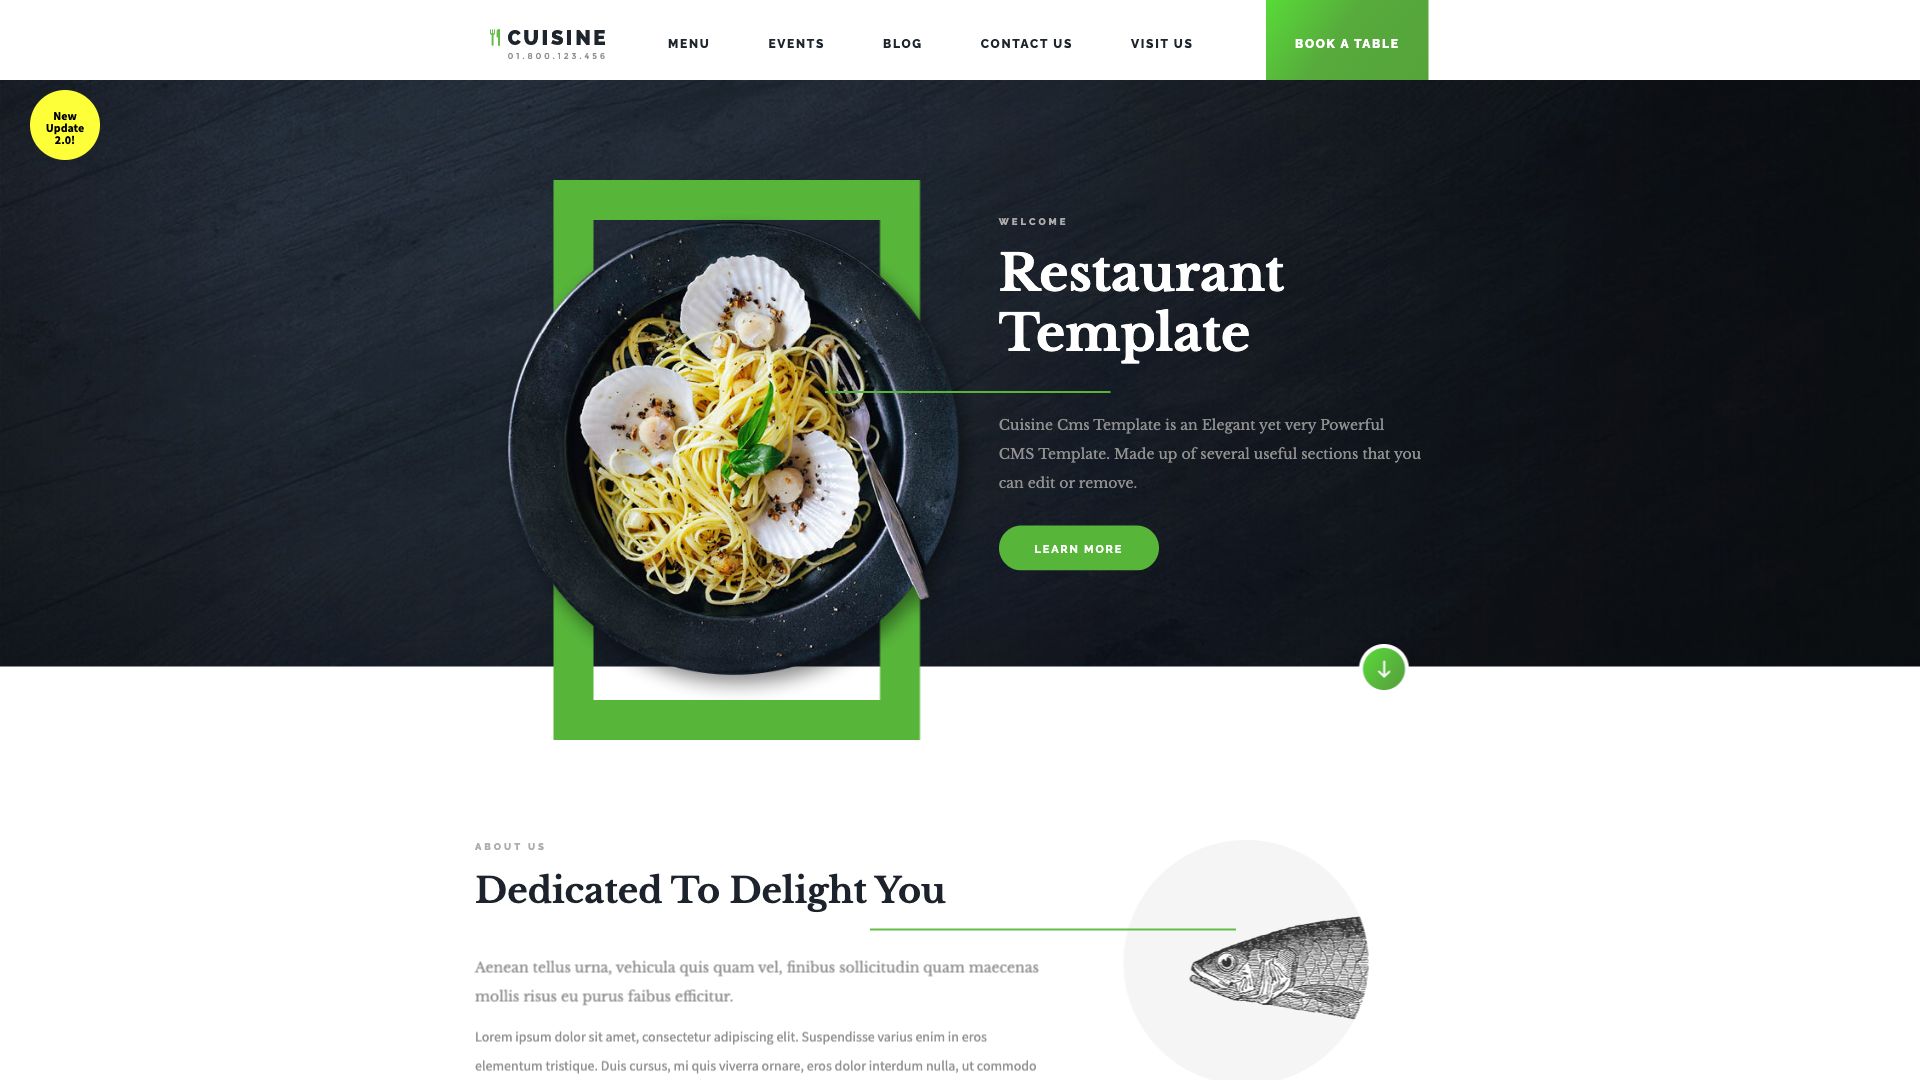 CUISINE
01.800.123.456
MENU
EVENTS
BLOG
CONTACT US
VISIT US
BOOK A TABLE
New
Update
2.0!
WELCOME
Restaurant
Template
Cuisine Cms Template is an Elegant yet very Powerful
CMS Template. Made up of several useful sections that you
can edit or remove.
LEARN MORE
ABOUT US
Dedicated To Delight You
Aenean tellus urna, vehicula quis quam vel, finibus sollicitudin quam maecenas
mollis risus eu purus faibus efficitur.
Lorem ipsum dolor sit amet, consectetur adipiscing elit. Suspendisse varius enim in eros
elementum tristique. Duis cursus, mi quis viverra ornare, eros dolor interdum nulla, ut commodo